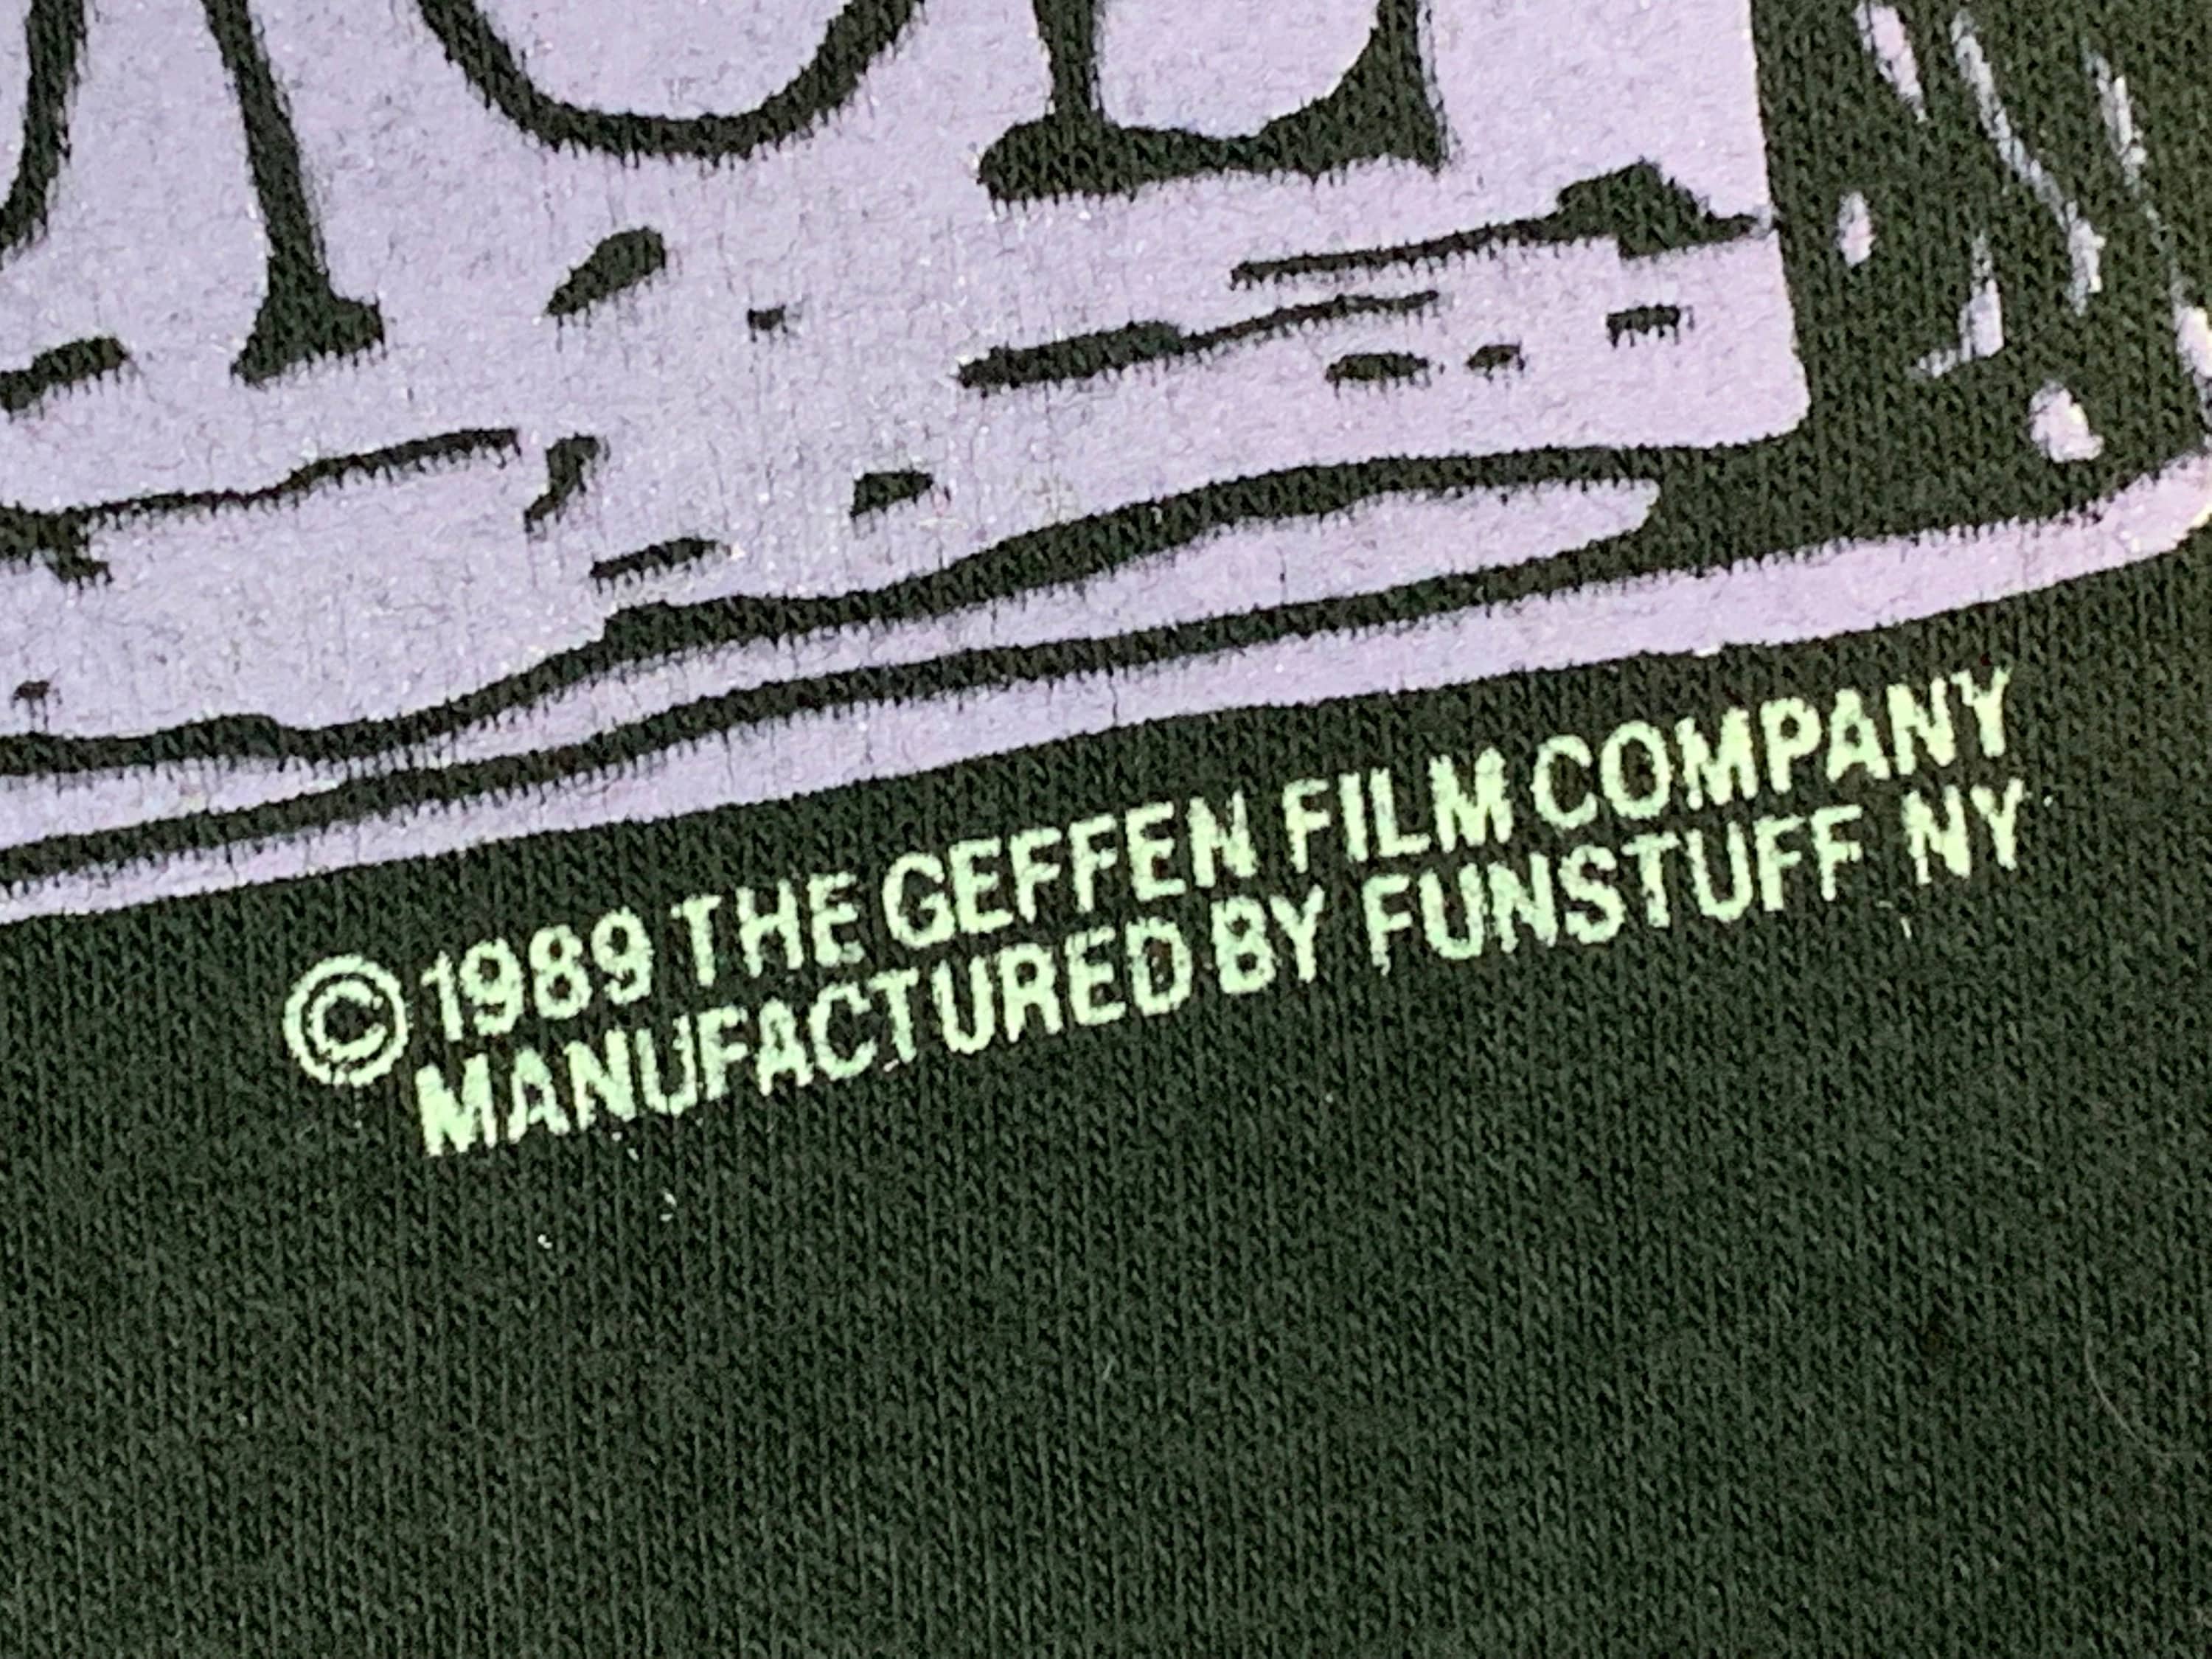 ©1989 THE GEFFEN FILM COMPANY
MANUFACTURED BY FUNSTUFF NY